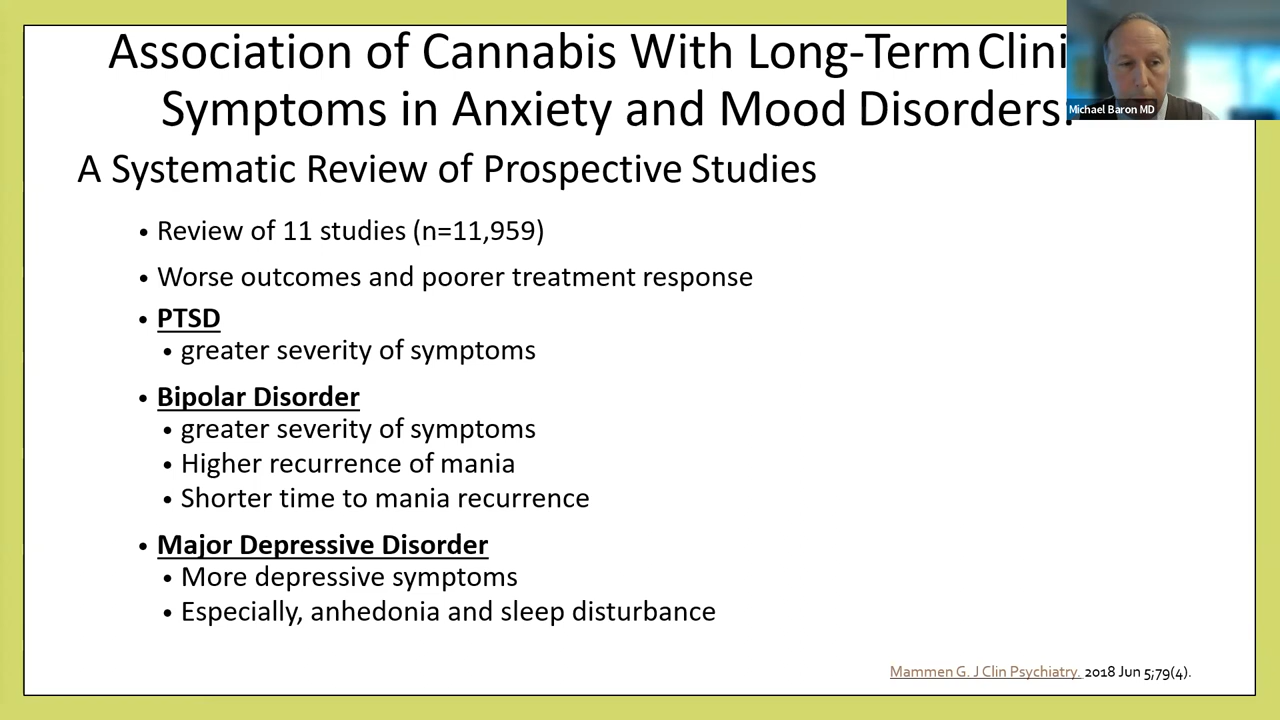 Association of Cannabis With Long-Term Clini
Symptoms in Anxiety and Mood Disorders:
A Systematic Review of Prospective Studies
• Review of 11 studies (n=11,959)
• Worse outcomes and poorer treatment response
• PTSD
• greater severity of symptoms
• Bipolar Disorder
• greater severity of symptoms
• Higher recurrence of mania
• Shorter time to mania recurrence
• Major Depressive Disorder
• More depressive symptoms
• Especially, anhedonia and sleep disturbance
Mammen G. J Clin Psychiatry. 2018 Jun 5;79(4).
Michael Baron MD